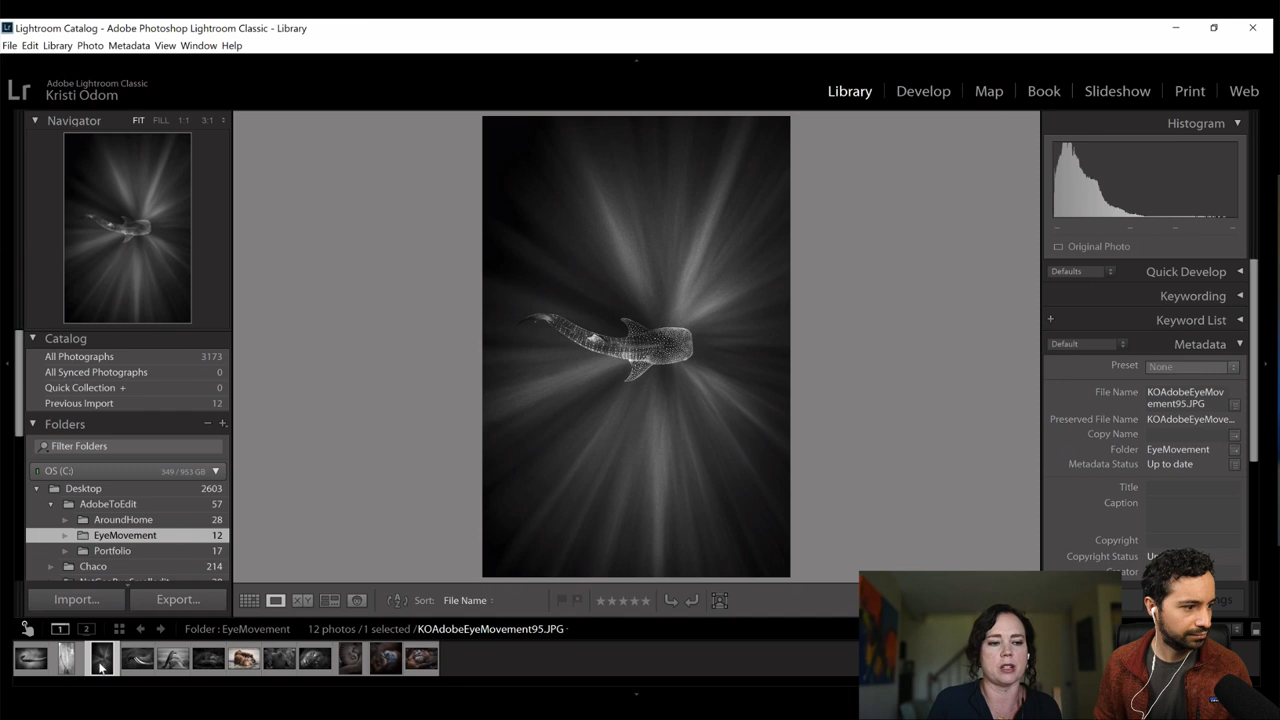 Lightroom Catalog - Adobe Photoshop Lightroom Classic - Library
File Edit Library Photo Metadata View Window Help
Lr Adobe Lightroom Classic
Kristi Odom
Library Develop Map Book Slideshow Print Web
Navigator FIT FILL 1:1 3:1
Catalog
All Photographs 3173
All Synced Photographs 0
Quick Collection + 0
Previous Import 12
Folders
Filter Folders
OS (C:) 349 / 953 GB
Desktop 2603
AdobeToEdit 57
AroundHome 28
EyeMovement 12
Portfolio 17
Chaco 214
Import... Export...
Sort: File Name
Histogram
Original Photo
Defaults Quick Develop
Keywording
Keyword List
Default Metadata
Preset None
File Name KOAdobeEyeMov
ement95.JPG
Preserved File Name KOAdobeEyeMove...
Copy Name
Folder EyeMovement
Metadata Status Up to date
Title
Caption
Copyright
Copyright Status
1 2 Folder : EyeMovement 12 photos / 1 selected / KOAdobeEyeMovement95.JPG